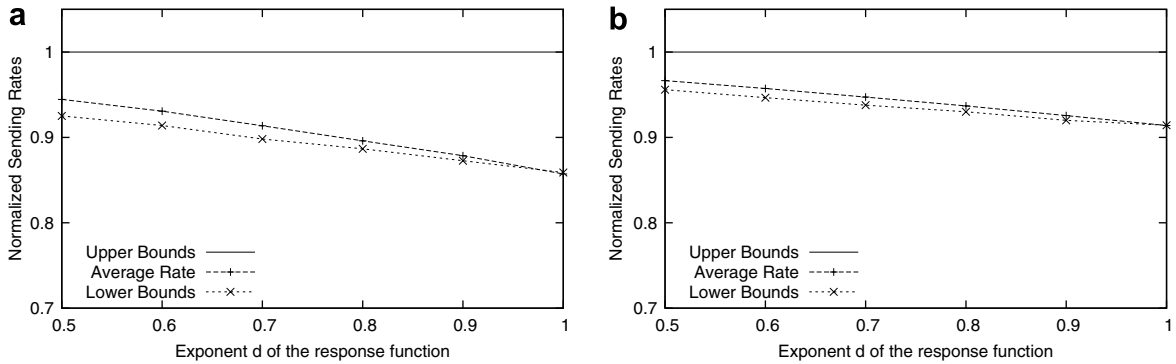 a
Normalized Sending Rates
1
0.9
0.8
0.7
Upper Bounds
Average Rate
Lower Bounds
0.5 0.6 0.7 0.8 0.9 1
Exponent d of the response function
b
Normalized Sending Rates
1
0.9
0.8
0.7
Upper Bounds
Average Rate
Lower Bounds
0.5 0.6 0.7 0.8 0.9 1
Exponent d of the response function